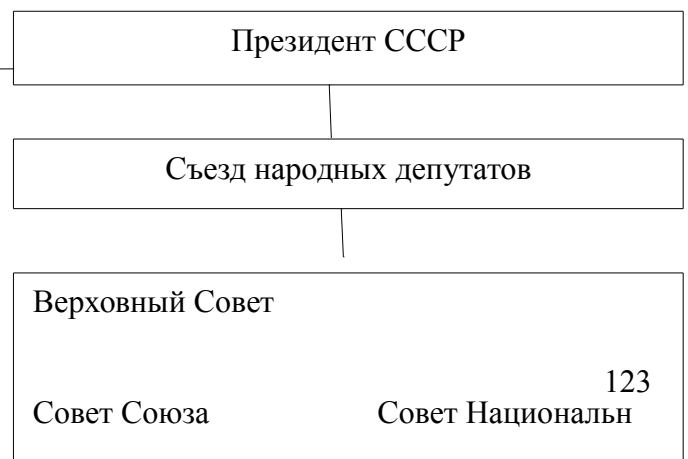 Президент СССР
Съезд народных депутатов
Верховный Совет
123
Совет Союза Совет Национальн